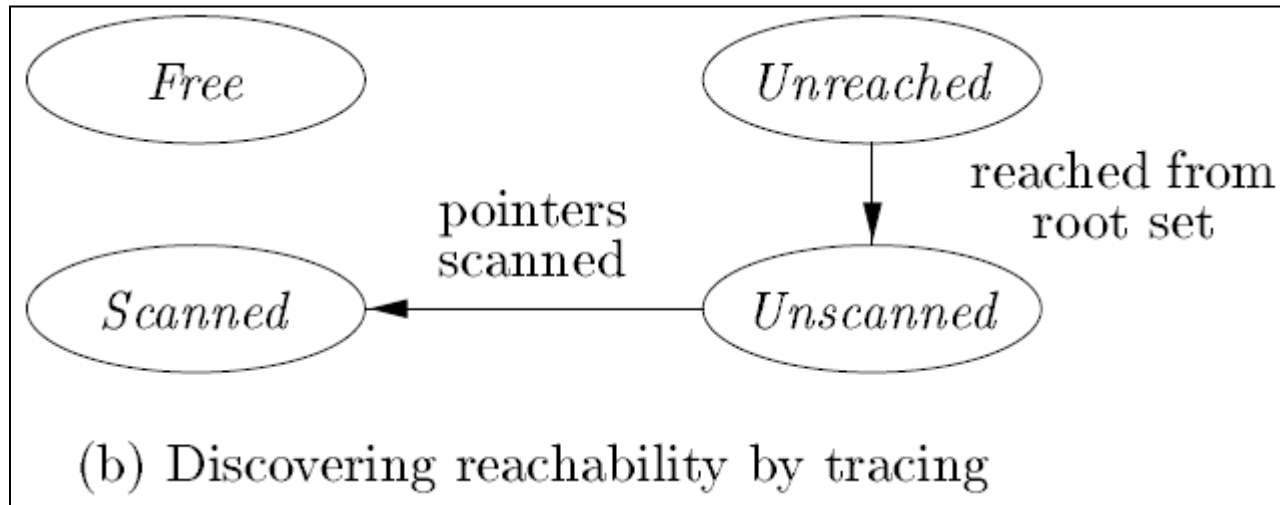 Free
Unreached
reached from
root set
pointers
scanned
Scanned
Unscanned
(b) Discovering reachability by tracing